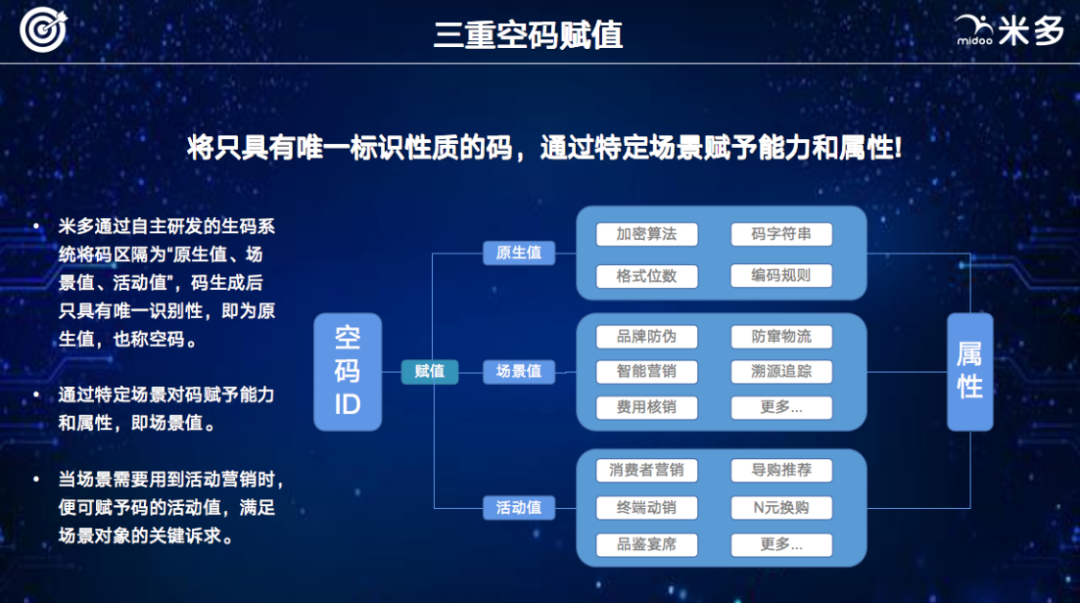 三重空码赋值
midoo 米多
将只具有唯一标识性质的码，通过特定场景赋予能力和属性!
• 米多通过自主研发的生码系
统将码区隔为“原生值、场
景值、活动值”，码生成后
只具有唯一识别性，即为原
生值，也称空码。
• 通过特定场景对码赋予能力
和属性，即场景值。
• 当场景需要用到活动营销时，
便可赋予码的活动值，满足
场景对象的关键诉求。
空
码
ID
赋值
原生值
加密算法 码字符串
格式位数 编码规则
场景值
品牌防伪 防窜物流
智能营销 溯源追踪
费用核销 更多...
活动值
消费者营销 导购推荐
终端动销 N元换购
品鉴宴席 更多...
属
性